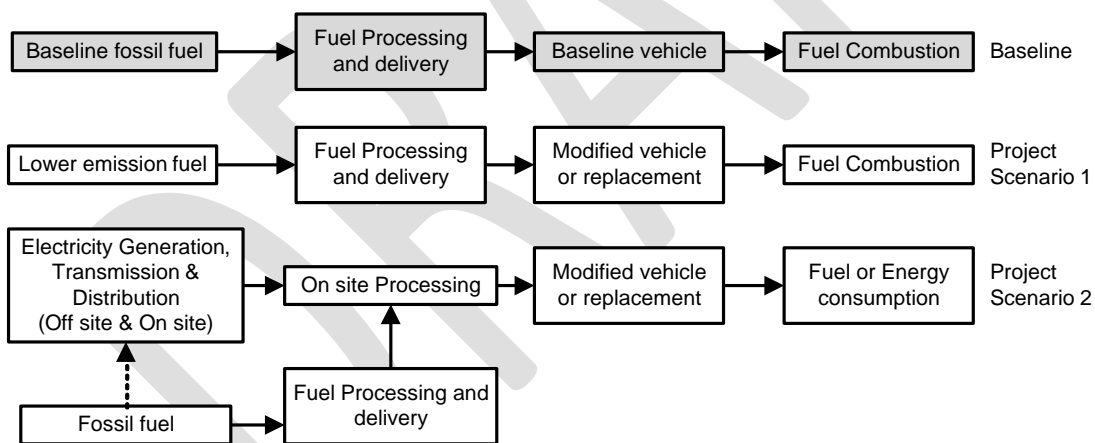 Baseline fossil fuel
Fuel Processing
and delivery
Baseline vehicle
Fuel Combustion
Baseline
Lower emission fuel
Fuel Processing
and delivery
Modified vehicle
or replacement
Fuel Combustion
Project
Scenario 1
Electricity Generation,
Transmission &
Distribution
(Off site & On site)
On site Processing
Modified vehicle
or replacement
Fuel or Energy
consumption
Project
Scenario 2
Fossil fuel
Fuel Processing and
delivery